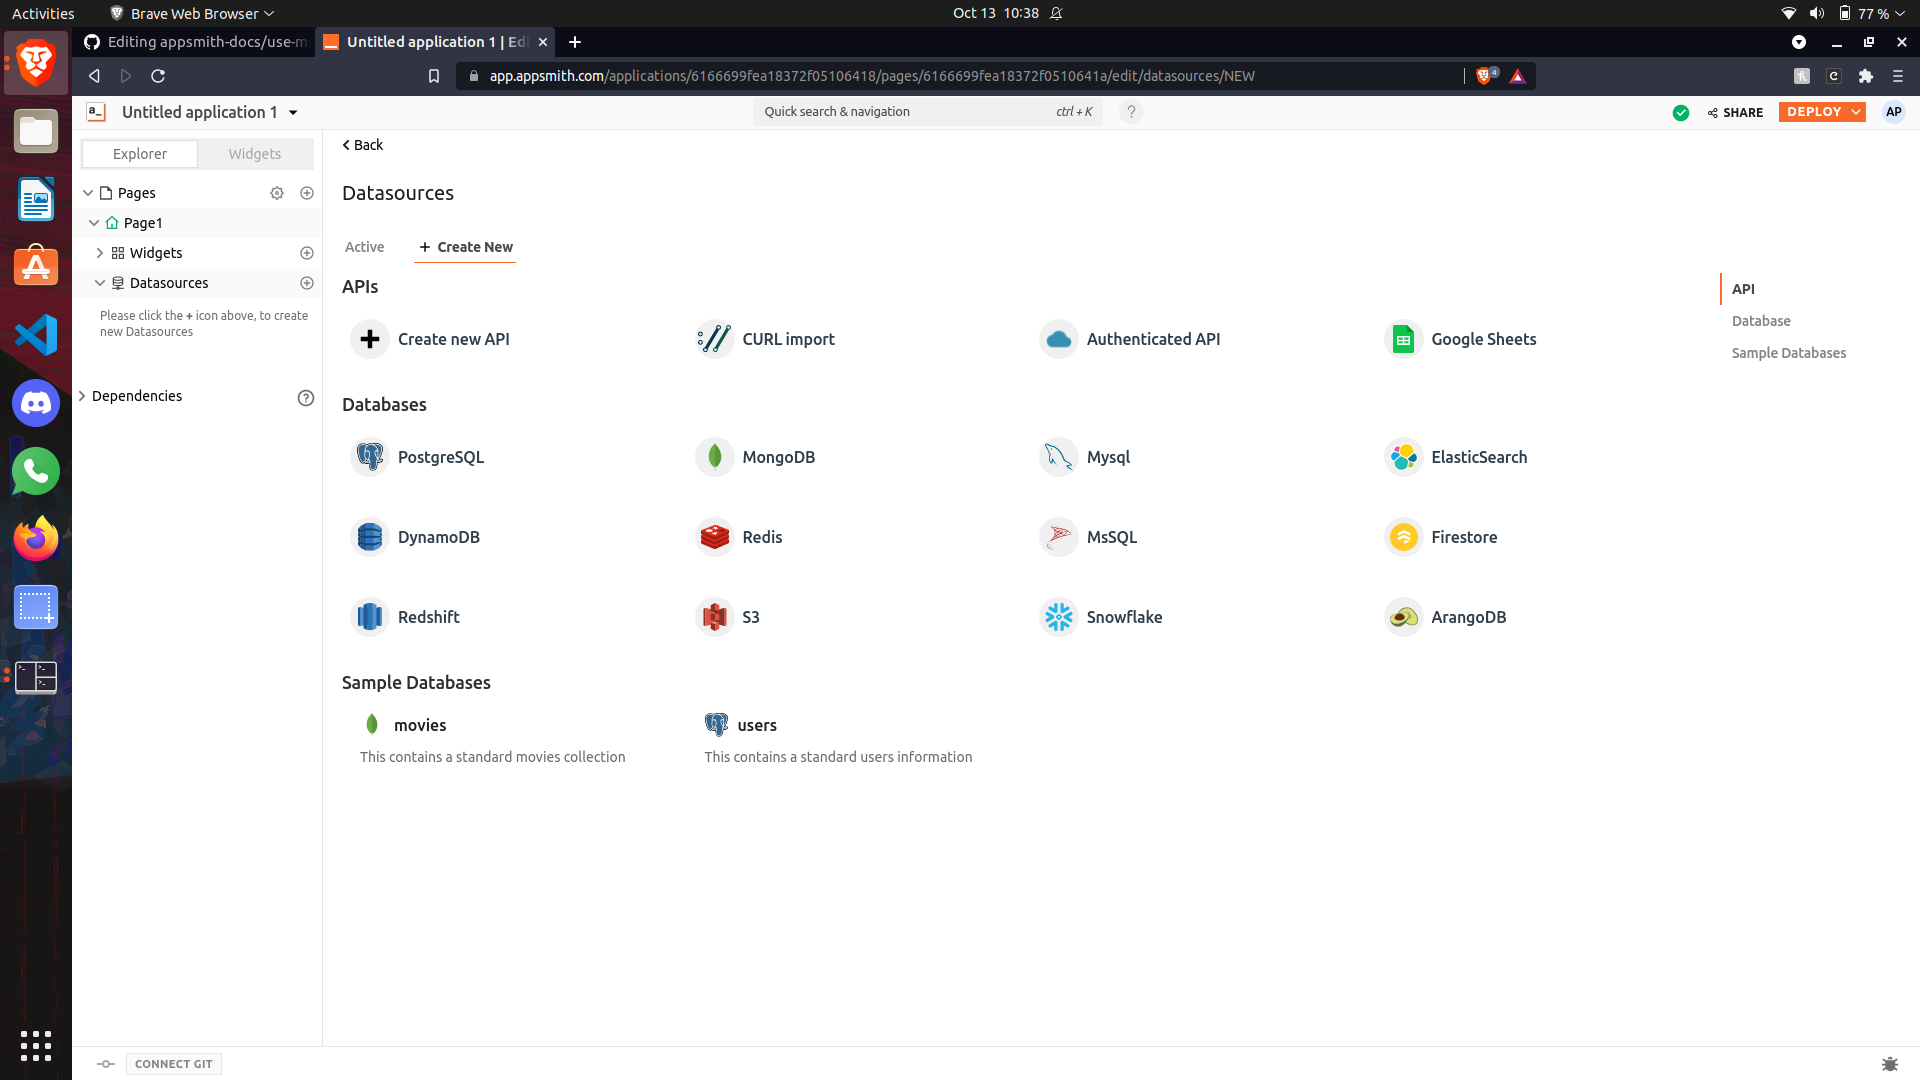 Activities
Brave Web Browser
Oct 13 10:38
77 %
Editing appsmith-docs/use-m
Untitled application 1 | Edi
app.appsmith.com/applications/6166699fea18372f05106418/pages/6166699fea18372f0510641a/edit/datasources/NEW
4
a_
Untitled application 1
Quick search & navigation
ctrl + K
?
SHARE
DEPLOY
AP
Explorer
Widgets
Back
Pages
Datasources
Page1
Active
+ Create New
Widgets
Datasources
Please click the + icon above, to create
new Datasources
Dependencies
?
APIs
Create new API
CURL import
Authenticated API
Google Sheets
API
Database
Sample Databases
Databases
PostgreSQL
MongoDB
Mysql
ElasticSearch
DynamoDB
Redis
MsSQL
Firestore
Redshift
S3
Snowflake
ArangoDB
Sample Databases
movies
users
This contains a standard movies collection
This contains a standard users information
CONNECT GIT